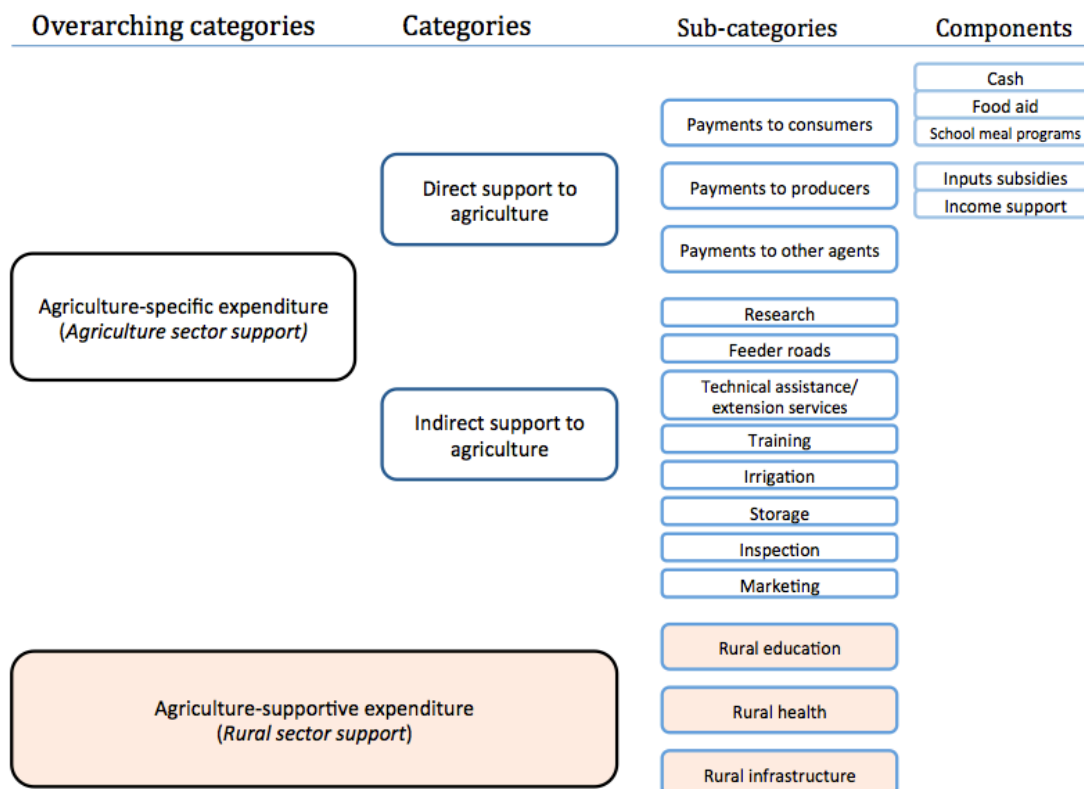 Overarching categories
Categories
Sub-categories
Components
Cash
Food aid
School meal programs
Payments to consumers
Direct support to
agriculture
Payments to producers
Inputs subsidies
Income support
Payments to other agents
Agriculture-specific expenditure
(Agriculture sector support)
Research
Feeder roads
Technical assistance/
extension services
Indirect support to
agriculture
Training
Irrigation
Storage
Inspection
Marketing
Agriculture-supportive expenditure
(Rural sector support)
Rural education
Rural health
Rural infrastructure